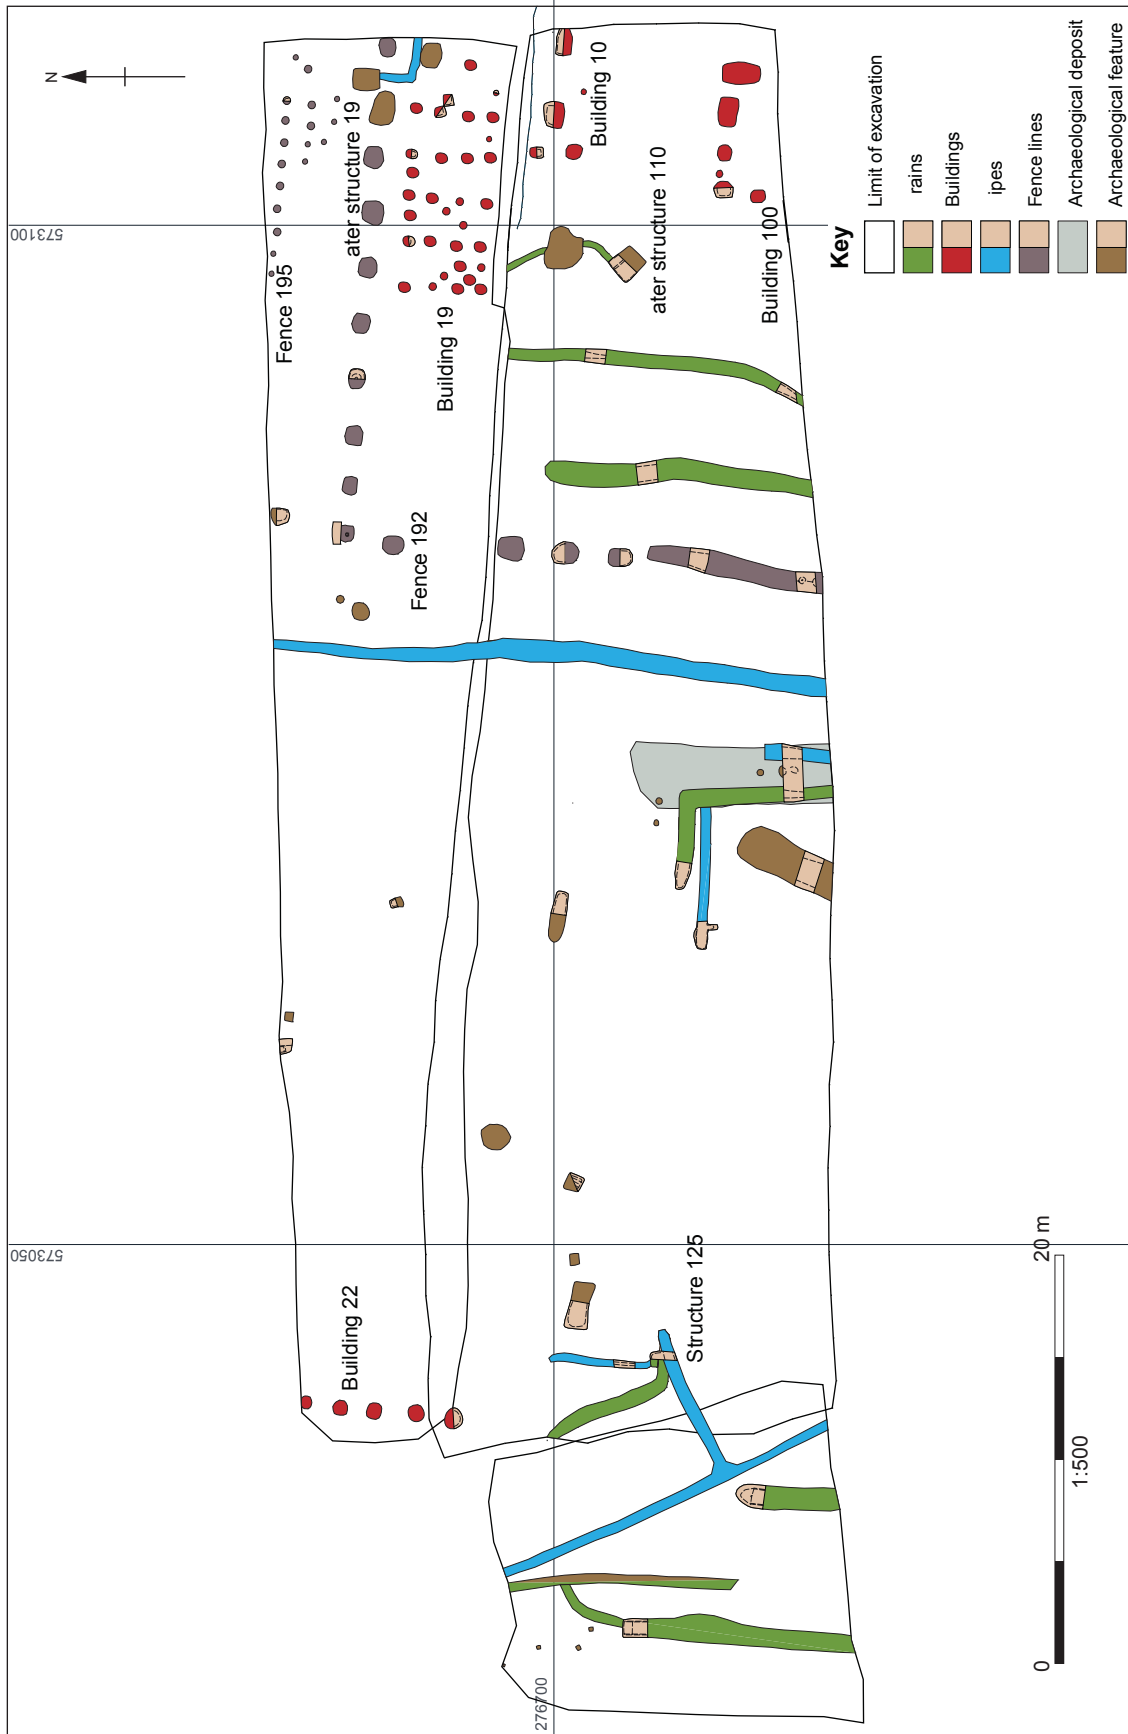 N
573100
573050
276700
Fence 195
ater structure 19
Building 19
Fence 192
Building 22
Building 10
ater structure 110
Building 100
Structure 125
Key
Limit of excavation
rains
Buildings
ipes
Fence lines
Archaeological deposit
Archaeological feature
0
20 m
1:500